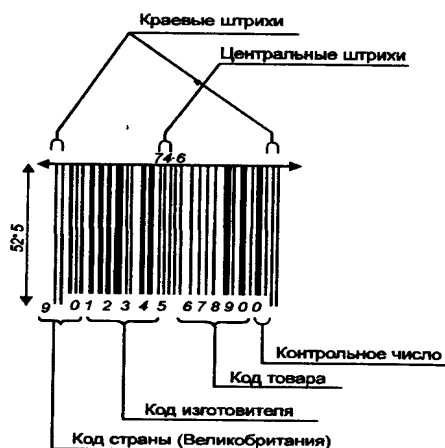 Краевые штрихи
Центральные штрихи
74·6
52·5
9 0 1 2 3 4 5 6 7 8 9 0 0
Контрольное число
Код товара
Код изготовителя
Код страны (Великобритания)